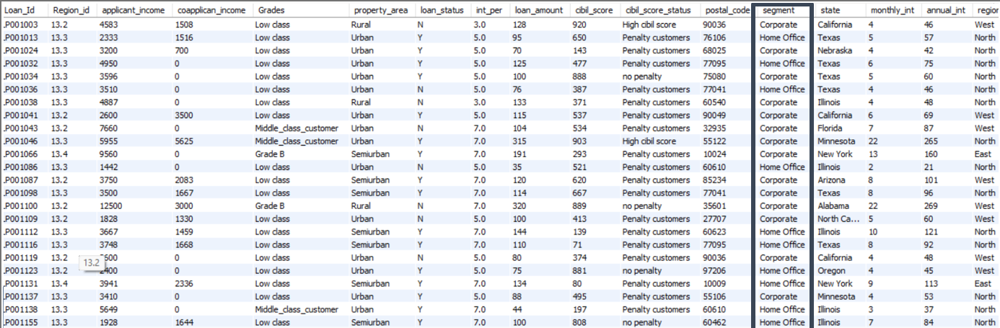 Loan_Id Region_id applicant_income coapplican_income Grades property_area loan_status int_per loan_amount cibil_score cibil_score_status postal_code segment state monthly_int annual_int region
.P001003 13.2 4583 1508 Low class Rural N 3.0 128 920 High cibil score 90036 Corporate California 4 46 West
.P001013 13.3 2333 1516 Low class Urban Y 5.0 95 650 Penalty customers 76106 Home Office Texas 5 57 North
.P001024 13.3 3200 700 Low class Urban Y 5.0 70 143 Penalty customers 68025 Corporate Nebraska 4 42 North
.P001032 13.3 4950 0 Low class Urban Y 5.0 125 477 Penalty customers 77095 Home Office Texas 6 75 North
.P001034 13.3 3596 0 Low class Urban Y 5.0 100 888 no penalty 75080 Corporate Texas 5 60 North
.P001036 13.3 3510 0 Low class Urban N 5.0 76 387 Penalty customers 77041 Home Office Texas 4 46 North
.P001038 13.3 4887 0 Low class Rural N 3.0 133 371 Penalty customers 60540 Corporate Illinois 4 48 North
.P001041 13.2 2600 3500 Low class Urban Y 5.0 115 537 Penalty customers 90049 Corporate California 6 69 West
.P001043 13.2 7660 0 Middle_class_customer Urban N 7.0 104 534 Penalty customers 32935 Corporate Florida 7 87 West
.P001046 13.3 5955 5625 Middle_class_customer Urban Y 7.0 315 903 High cibil score 55122 Corporate Minnesota 22 265 North
.P001066 13.4 9560 0 Grade B Semiurban Y 7.0 191 293 Penalty customers 10024 Corporate New York 13 160 East
.P001086 13.3 1442 0 Low class Urban N 5.0 35 521 Penalty customers 60610 Home Office Illinois 2 21 North
.P001087 13.2 3750 2083 Low class Semiurban Y 7.0 120 620 Penalty customers 85234 Corporate Arizona 8 101 West
.P001098 13.3 3500 1667 Low class Semiurban Y 7.0 114 667 Penalty customers 77041 Corporate Texas 8 96 North
.P001100 13.2 12500 3000 Grade B Rural N 7.0 320 889 no penalty 35601 Corporate Alabama 22 269 West
.P001109 13.2 1828 1330 Low class Urban N 5.0 100 413 Penalty customers 27707 Corporate North Ca... 5 60 West
.P001112 13.3 3667 1459 Low class Semiurban Y 7.0 144 139 Penalty customers 60623 Home Office Illinois 10 121 North
.P001116 13.3 3748 1668 Low class Semiurban Y 7.0 110 71 Penalty customers 77095 Home Office Texas 8 92 North
.P001119 13.2 13.2 600 0 Low class Urban N 5.0 80 374 Penalty customers 90036 Corporate California 4 48 West
.P001123 13.2 2400 0 Low class Urban Y 5.0 75 881 no penalty 97206 Home Office Oregon 4 45 West
.P001131 13.4 3941 2336 Low class Semiurban Y 7.0 134 80 Penalty customers 10009 Home Office New York 9 113 East
.P001137 13.3 3410 0 Low class Urban Y 5.0 88 495 Penalty customers 55106 Corporate Minnesota 4 53 North
.P001138 13.3 5649 0 Middle_class_customer Urban Y 7.0 44 197 Penalty customers 60610 Home Office Illinois 3 37 North
.P001155 13.3 1928 1644 Low class Semiurban Y 7.0 100 808 no penalty 60462 Home Office Illinois 7 84 North